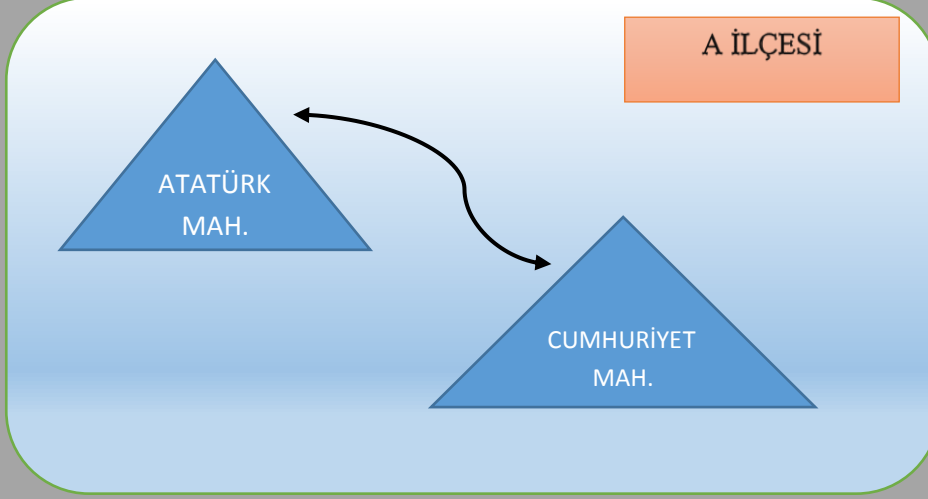 A İLÇESİ
ATATÜRK
MAH.
CUMHURİYET
MAH.